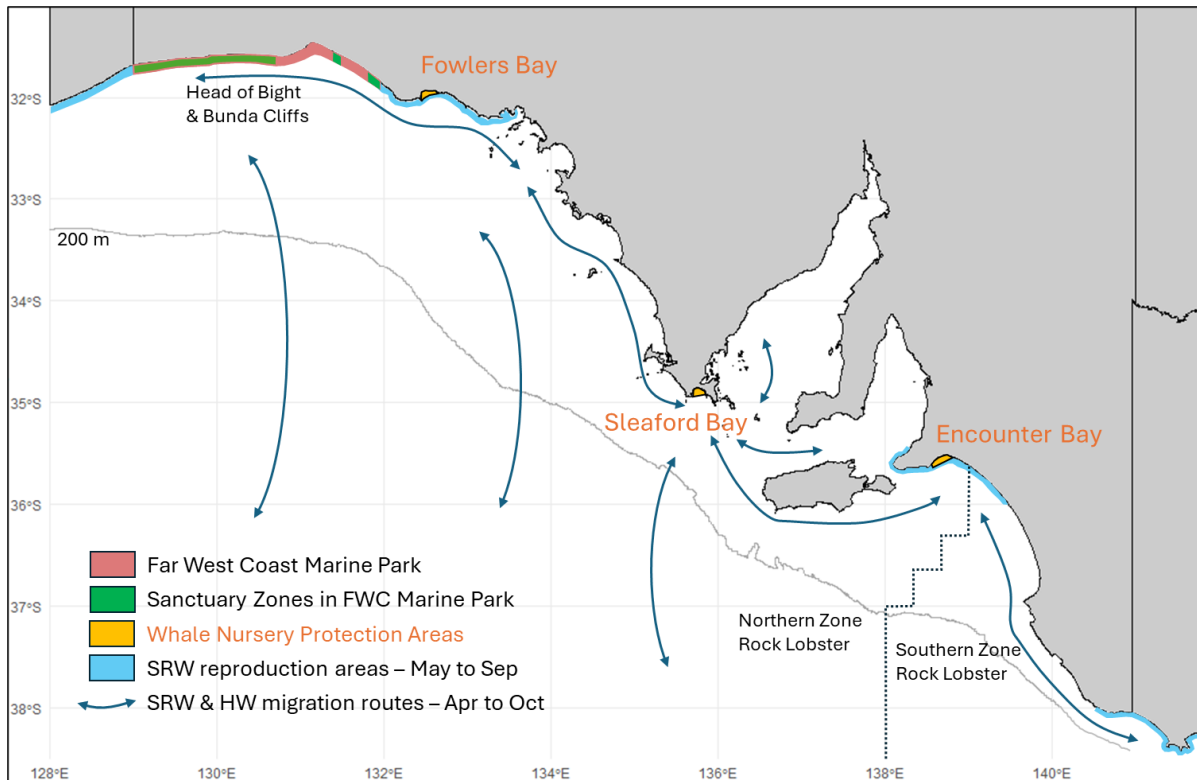 Fowlers Bay
32°S
Head of Bight
& Bunda Cliffs
33°S
200 m
34°S
35°S
Sleaford Bay
Encounter Bay
36°S
Far West Coast Marine Park
Sanctuary Zones in FWC Marine Park
37°S
Whale Nursery Protection Areas
Northern Zone
Rock Lobster
Southern Zone
Rock Lobster
SRW reproduction areas – May to Sep
SRW & HW migration routes – Apr to Oct
38°S
128°E
130°E
132°E
134°E
136°E
138°E
140°E